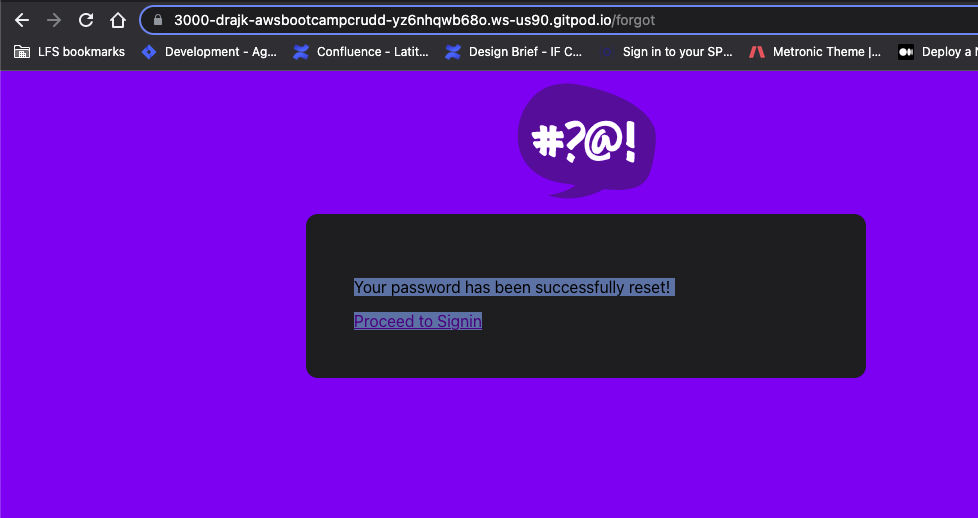 3000-drajk-awsbootcampcrudd-yz6nhqwb68o.ws-us90.gitpod.io/forgot
LFS bookmarks Development - Ag... Confluence - Latit... Design Brief - IF C... Sign in to your SP... Metronic Theme |... Deploy a N
#?@!
Your password has been successfully reset!
Proceed to Signin